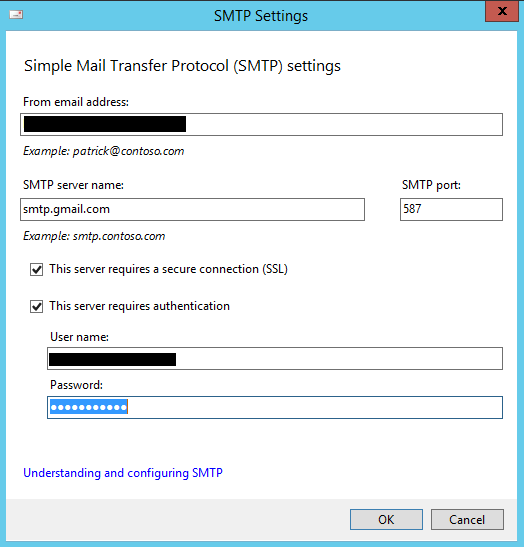 SMTP Settings
x
Simple Mail Transfer Protocol (SMTP) settings
From email address:
Example: patrick@contoso.com
SMTP server name:
SMTP port:
smtp.gmail.com
587
Example: smtp.contoso.com
This server requires a secure connection (SSL)
This server requires authentication
User name:
Password:
●●●●●●●●●●●
Understanding and configuring SMTP
OK
Cancel